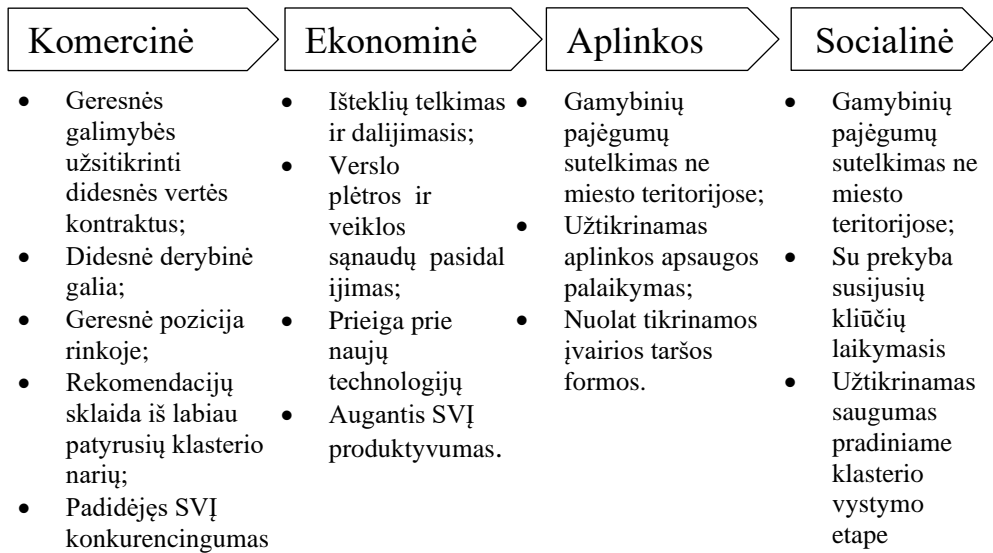 Komercinė
Ekonominė
Aplinkos
Socialinė
• Geresnės
galimybės
užsitikrinti
didesnės vertės
kontraktus;
• Didesnė derybinė
galia;
• Geresnė pozicija
rinkoje;
• Rekomendacijų
sklaida iš labiau
patyrusių klasterio
narių;
• Padidėjęs SVĮ
konkurencingumas
• Išteklių telkimas
ir dalijimasis;
• Verslo
plėtros ir
veiklos
sąnaudų pasidal
ijimas;
• Prieiga prie
naujų
technologijų
• Augantis SVĮ
produktyvumas.
• Gamybinių
pajėgumų
sutelkimas ne
miesto teritorijose;
• Užtikrinamas
aplinkos apsaugos
palaikymas;
• Nuolat tikrinamos
įvairios taršos
formos.
• Gamybinių
pajėgumų
sutelkimas ne
miesto
teritorijose;
• Su prekyba
susijusių
kliūčių
laikymasis
• Užtikrinamas
saugumas
pradiniame
klasterio
vystymo
etape